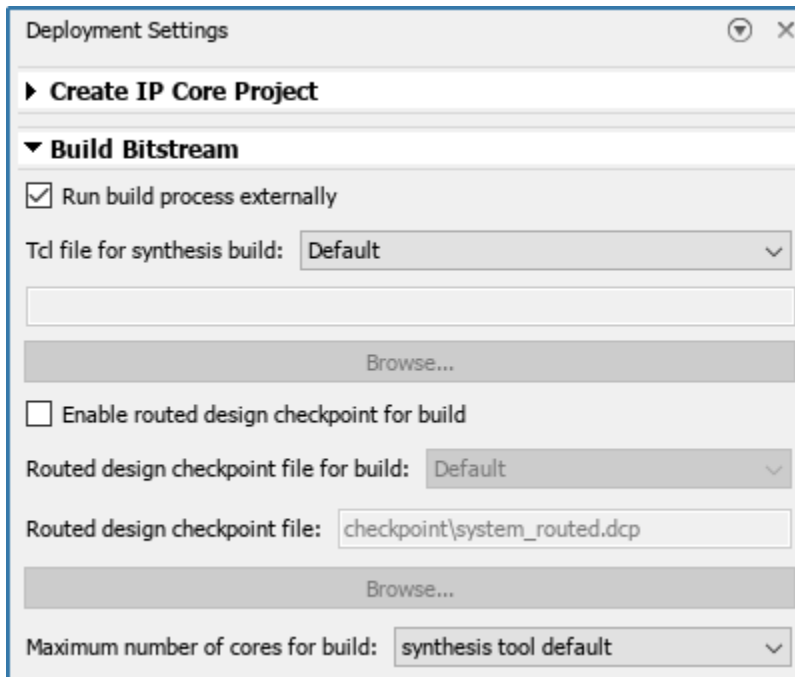 Deployment Settings
Create IP Core Project
Build Bitstream
Run build process externally
Tcl file for synthesis build: Default
Browse...
Enable routed design checkpoint for build
Routed design checkpoint file for build: Default
Routed design checkpoint file: checkpoint\system_routed.dcp
Browse...
Maximum number of cores for build: synthesis tool default